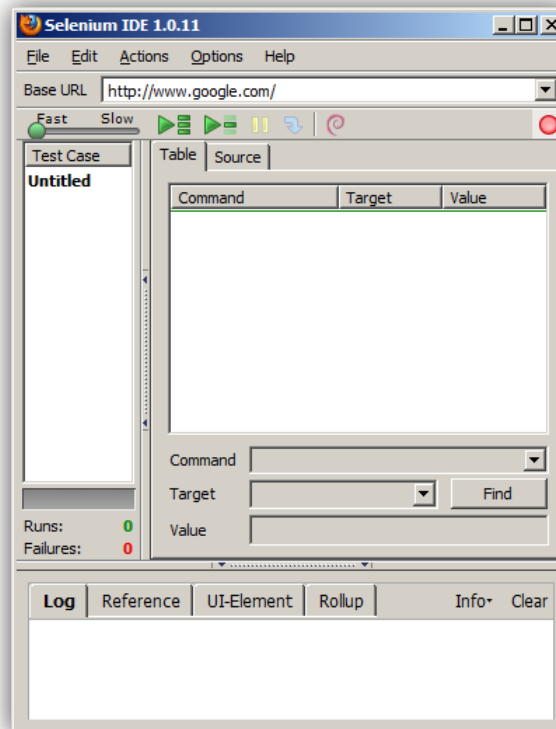 Selenium IDE 1.0.11
File Edit Actions Options Help
Base URL http://www.google.com/
Fast Slow
Test Case
Untitled
Table Source
Command Target Value
Command
Target Find
Value
Runs: 0
Failures: 0
Log Reference UI-Element Rollup Info Clear